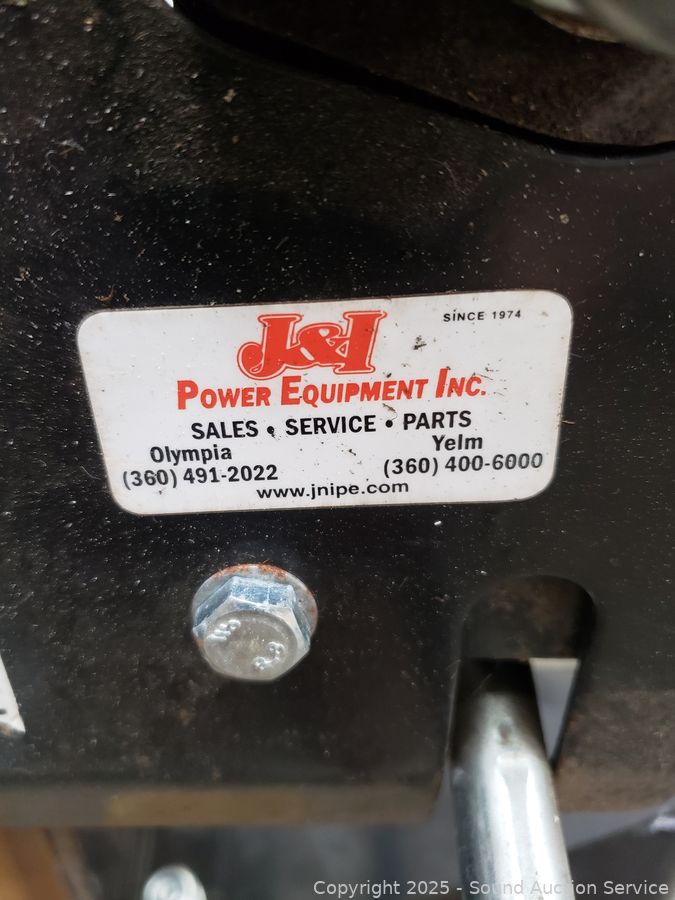 SINCE 1974
J&I
POWER EQUIPMENT INC.
SALES • SERVICE • PARTS
Olympia Yelm
(360) 491-2022 (360) 400-6000
www.jnipe.com
Copyright 2025 - Sound Auction Service